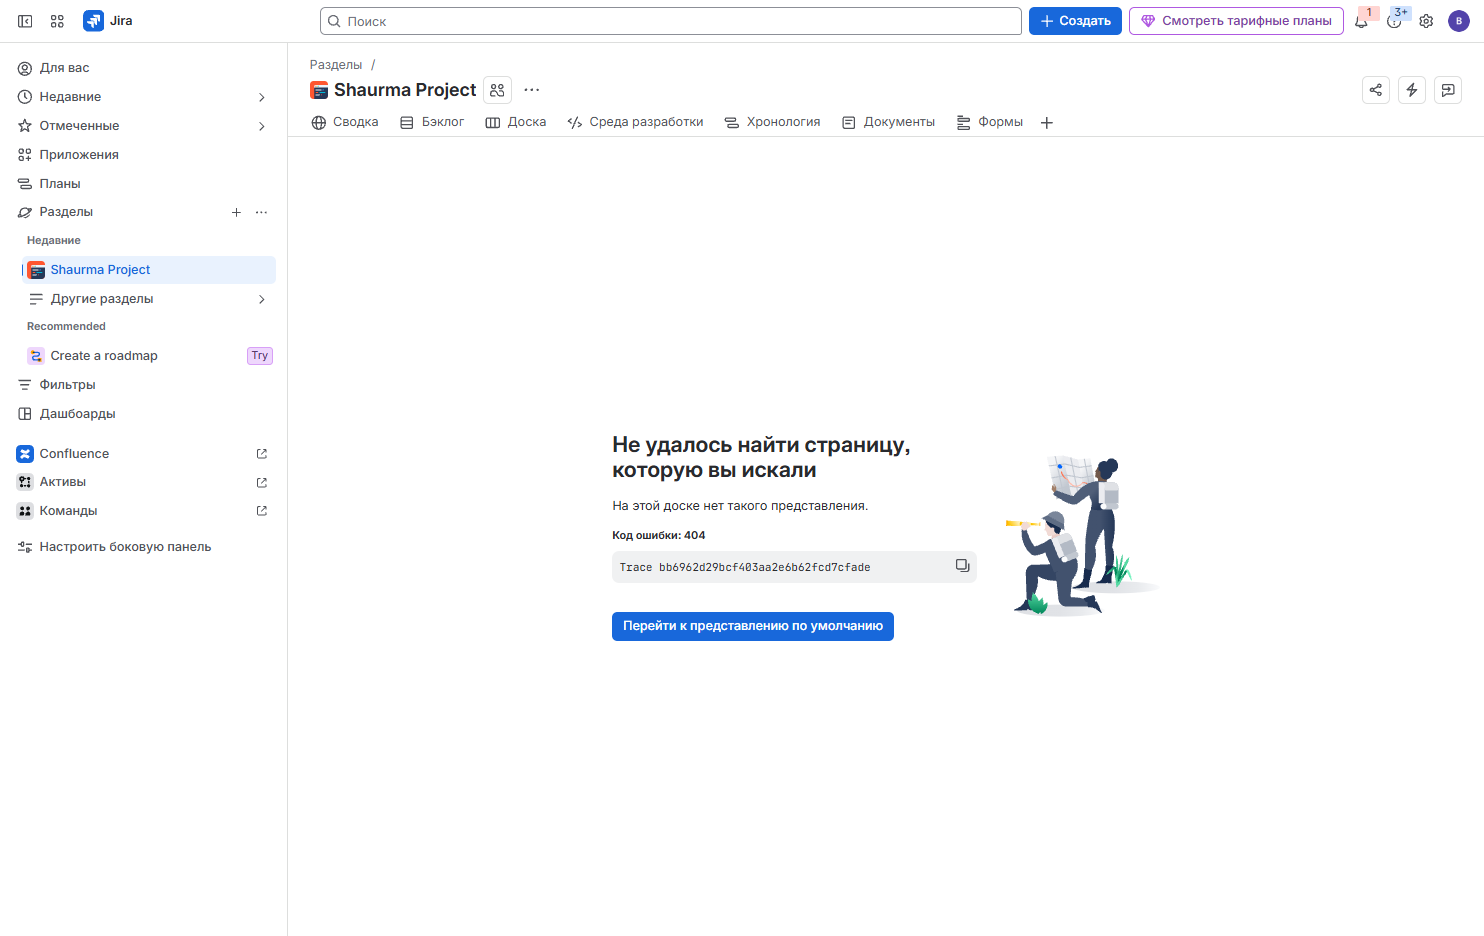 Jira
Поиск
Создать
Смотреть тарифные планы
1
3+
B
Для вас
Недавние
Отмеченные
Приложения
Планы
Разделы
Недавние
Shaurma Project
Другие разделы
Recommended
Create a roadmap
Try
Фильтры
Дашбоарды
Confluence
Активы
Команды
Настроить боковую панель
Разделы /
Shaurma Project
Сводка
Бэклог
Доска
Среда разработки
Хронология
Документы
Формы
Не удалось найти страницу,
которую вы искали
На этой доске нет такого представления.
Код ошибки: 404
Trace bb6962d29bcf403aa2e6b62fcd7cfade
Перейти к представлению по умолчанию